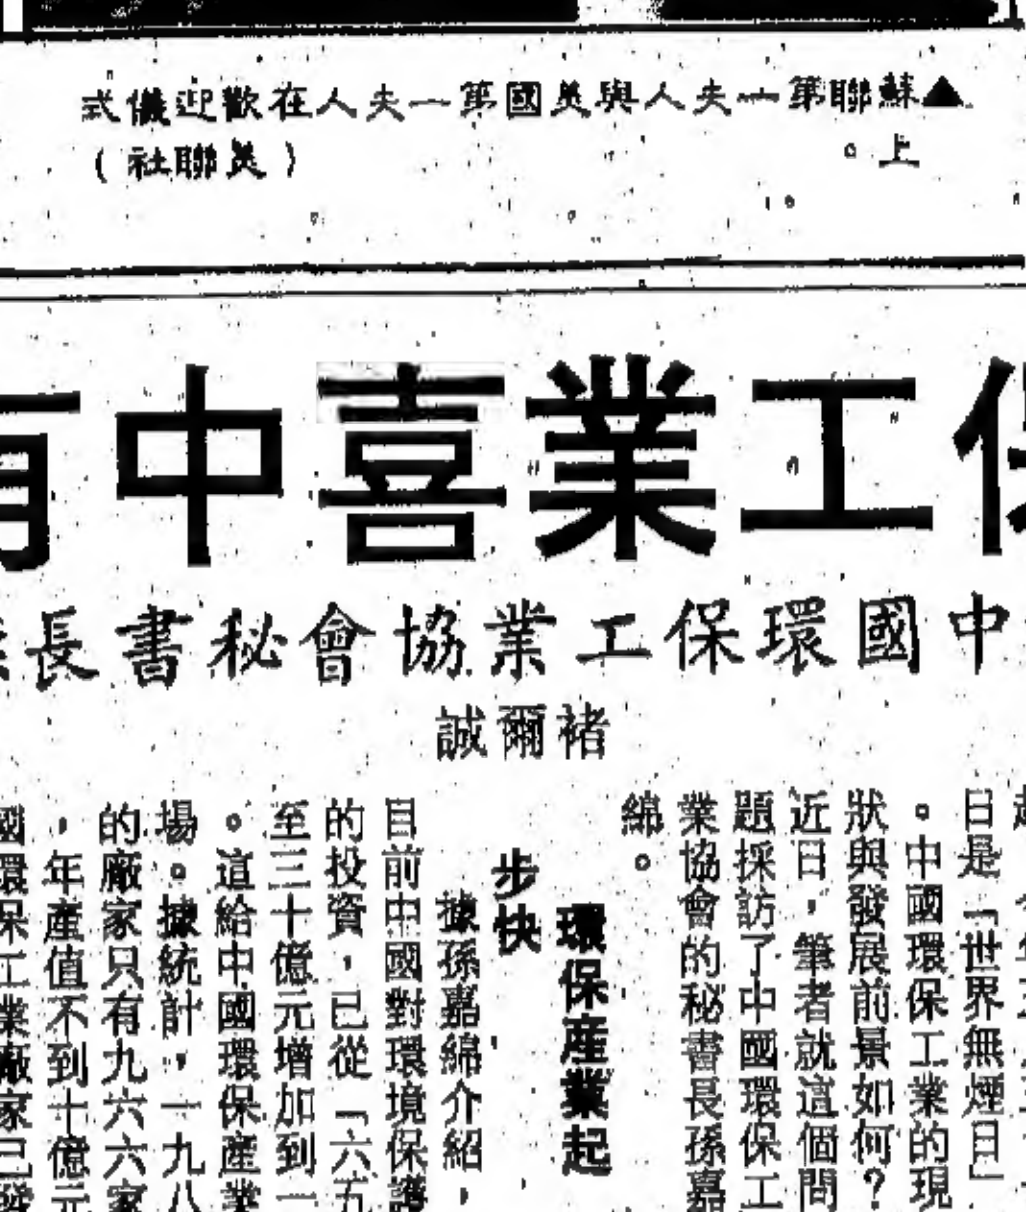 ▲蘇聯第一夫人與美國第一夫人在歡迎儀式
上。
(美聯社)
保工業喜中有
中國環保工業協會秘書長
褚爾誠
日是「世界無煙日」
。中國環保工業的現
狀與發展前景如何？
近日，筆者就這個問
題採訪了中國環保工
業協會的秘書長孫嘉
綿。
環保産業起
步快
據孫嘉綿介紹，
目前中國對環境保護
的投資，已從「六五
至三十億元增加到一
。這給中國環保産業
場。據統計，一九八
的廠家只有九六六家
，年產值不到十億元
國環保工業廠家已發